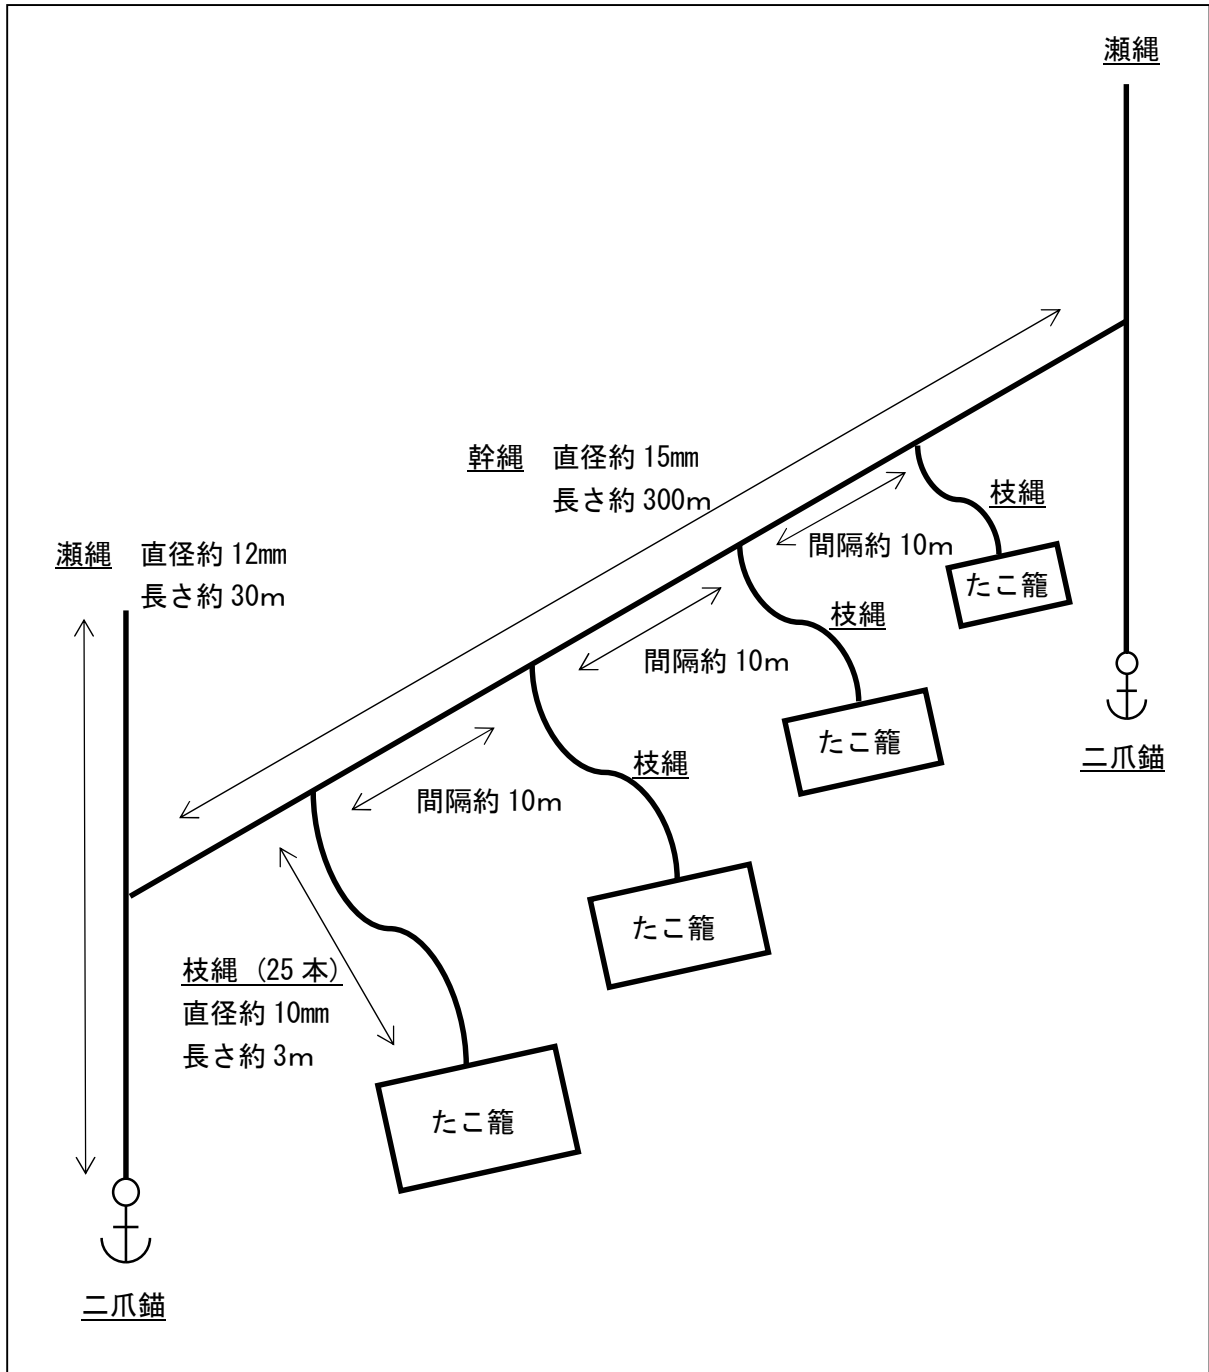 瀬縄
幹縄 直径約 15mm
長さ約 300m
枝縄
間隔約 10m
たこ籠
瀬縄 直径約 12mm
長さ約 30m
枝縄
間隔約 10m
たこ籠
二爪錨
枝縄
間隔約 10m
たこ籠
枝縄（25 本）
直径約 10mm
長さ約 3m
たこ籠
二爪錨